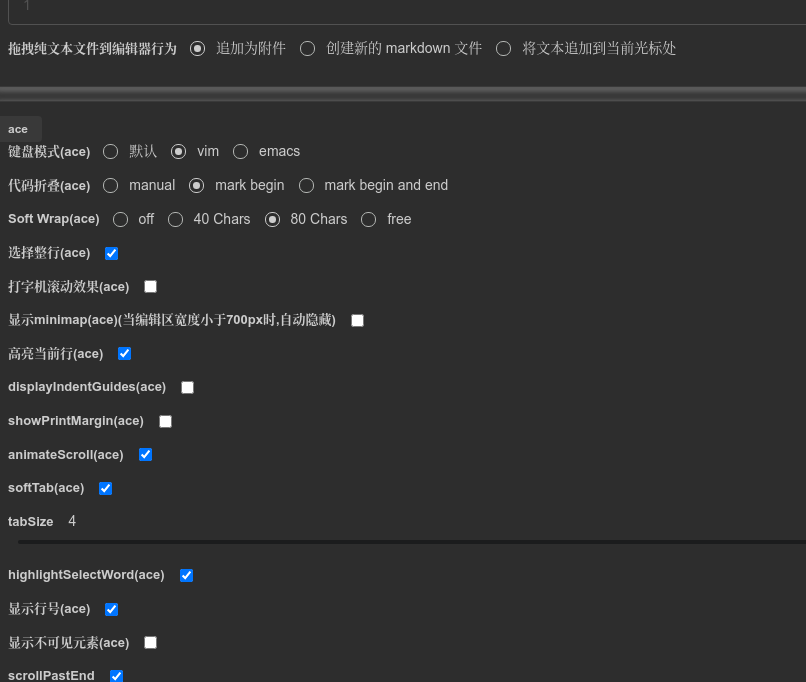 1
拖拽纯文本文件到编辑器行为 追加为附件 创建新的 markdown 文件 将文本追加到当前光标处
ace
键盘模式(ace) 默认 vim emacs
代码折叠(ace) manual mark begin mark begin and end
Soft Wrap(ace) off 40 Chars 80 Chars free
选择整行(ace)
打字机滚动效果(ace)
显示minimap(ace)(当编辑区宽度小于700px时,自动隐藏)
高亮当前行(ace)
displayIndentGuides(ace)
showPrintMargin(ace)
animateScroll(ace)
softTab(ace)
tabSize 4
highlightSelectWord(ace)
显示行号(ace)
显示不可见元素(ace)
scrollPastEnd